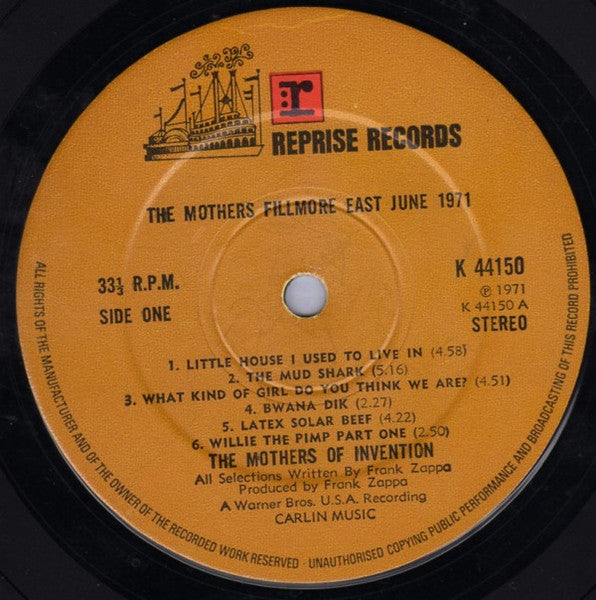 r
REPRISE RECORDS
THE MOTHERS FILLMORE EAST JUNE 1971
33⅓ R.P.M.
SIDE ONE
K 44150
℗ 1971
K 44150 A
STEREO
1. LITTLE HOUSE I USED TO LIVE IN (4.58)
2. THE MUD SHARK (5.16)
3. WHAT KIND OF GIRL DO YOU THINK WE ARE? (4.51)
4. BWANA DIK (2.27)
5. LATEX SOLAR BEEF (4.22)
6. WILLIE THE PIMP PART ONE (2.50)
THE MOTHERS OF INVENTION
All Selections Written By Frank Zappa
Produced by Frank Zappa
A Warner Bros. U.S.A. Recording
CARLIN MUSIC
ALL RIGHTS OF THE MANUFACTURER AND OF THE OWNER OF THE RECORDED WORK RESERVED · UNAUTHORISED COPYING PUBLIC PERFORMANCE AND BROADCASTING OF THIS RECORD PROHIBITED